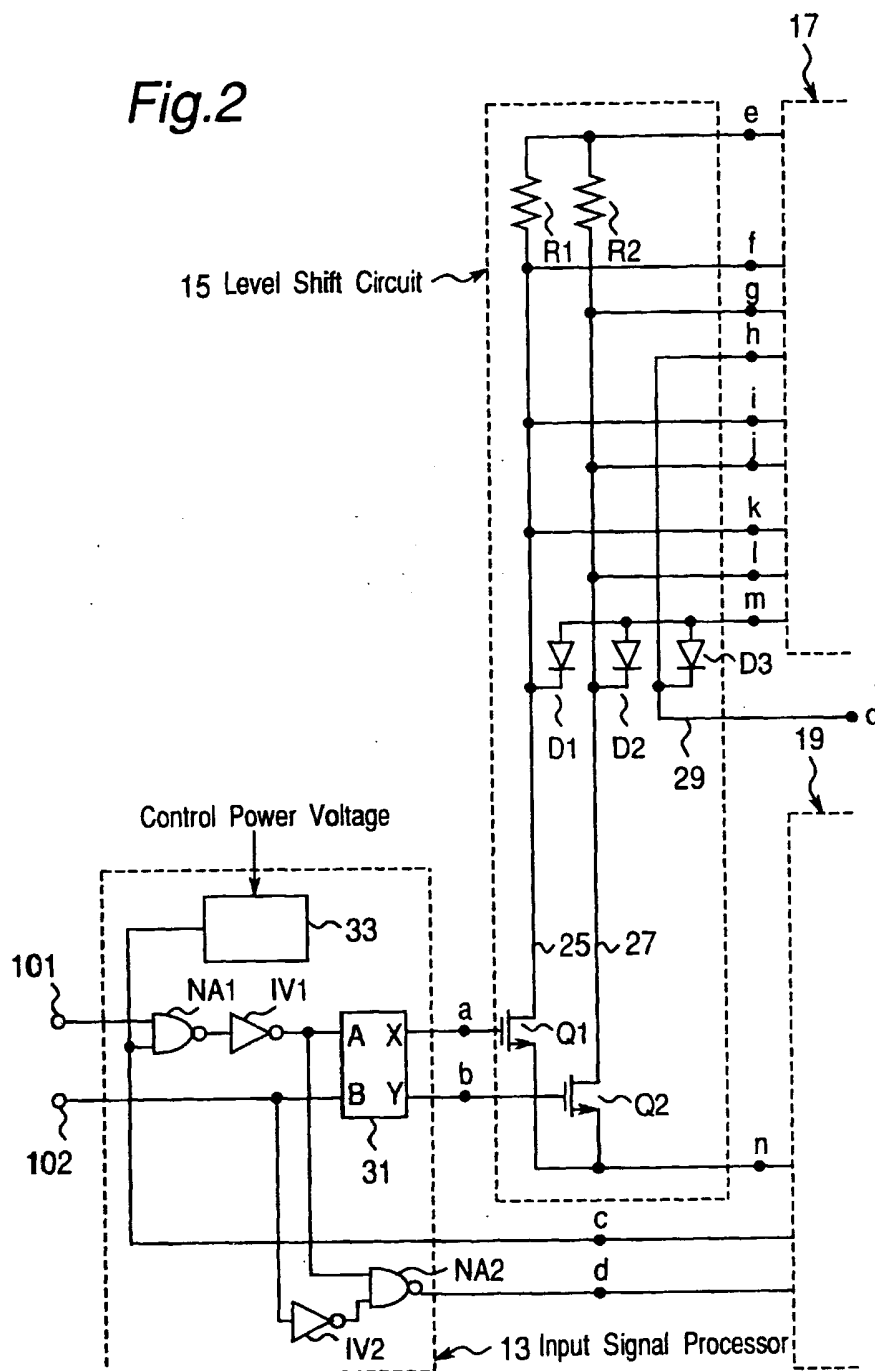 17
Fig.2
e
R1 R2
f
15 Level Shift Circuit
g
h
i
j
k
l
m
D3
D1 D2
29
19
Control Power Voltage
33
25 27
101
NA1 IV1
A X
a
Q1
B Y
b
Q2
102
31
n
c
NA2
d
IV2
13 Input Signal Processor